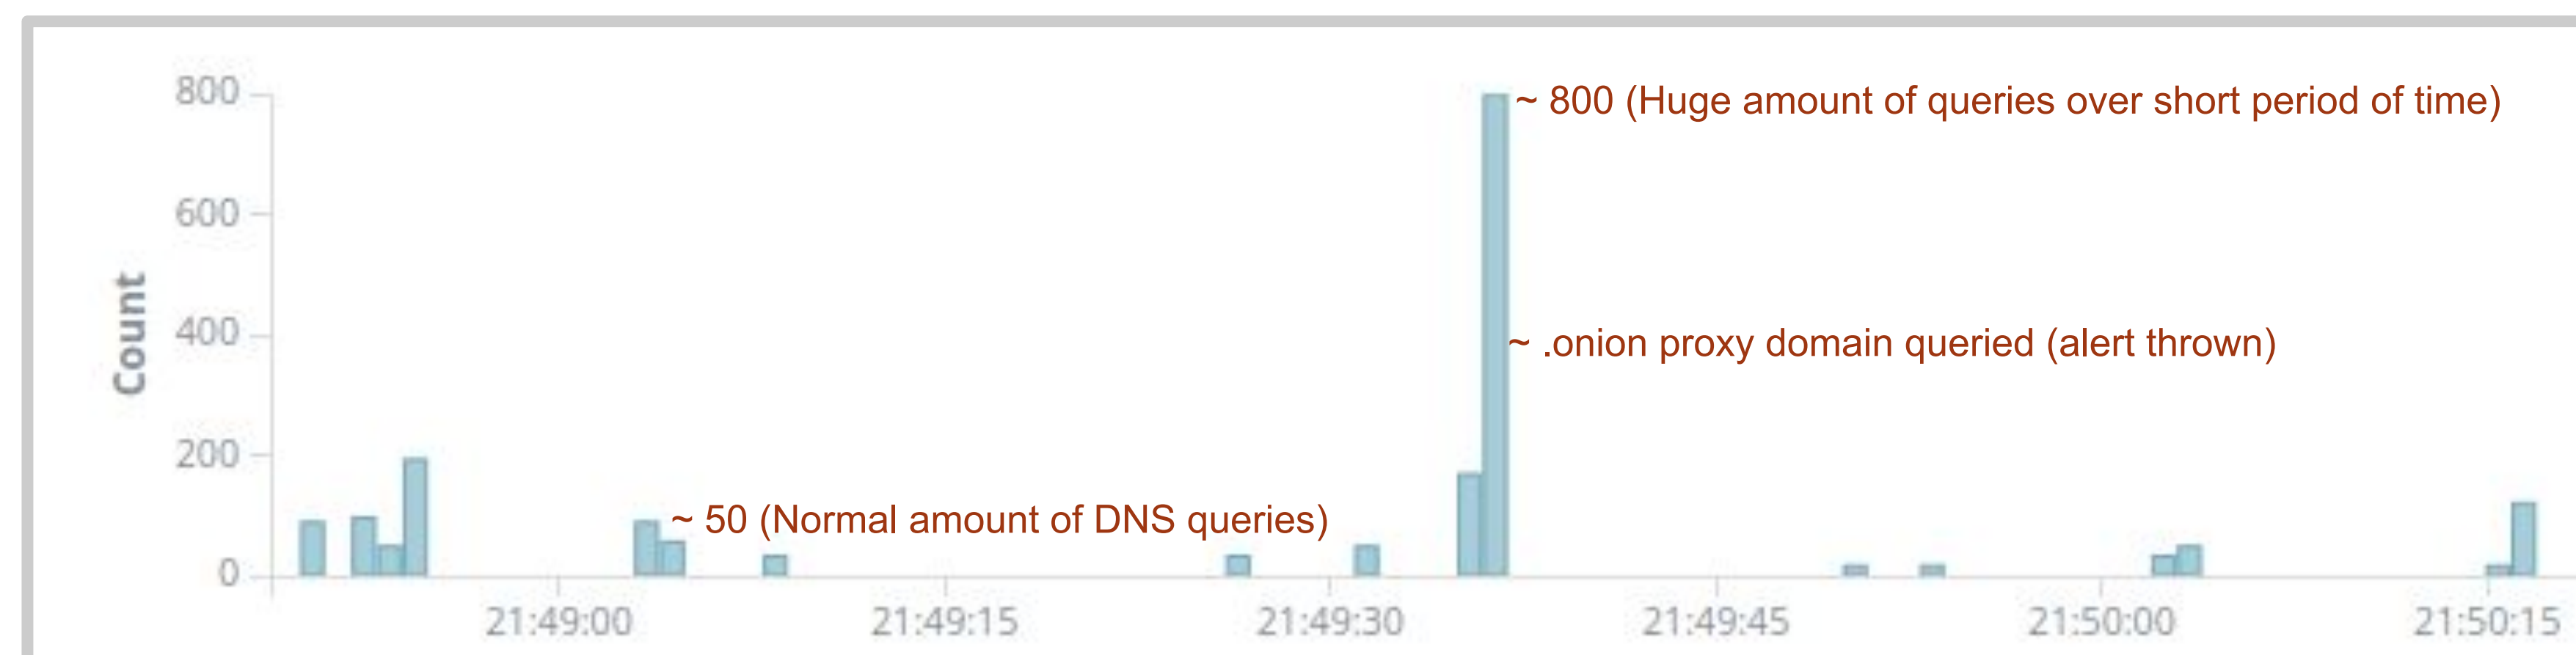 800
~ 800 (Huge amount of queries over short period of time)
600
Count
400
~ .onion proxy domain queried (alert thrown)
200
~ 50 (Normal amount of DNS queries)
0
21:49:00
21:49:15
21:49:30
21:49:45
21:50:00
21:50:15